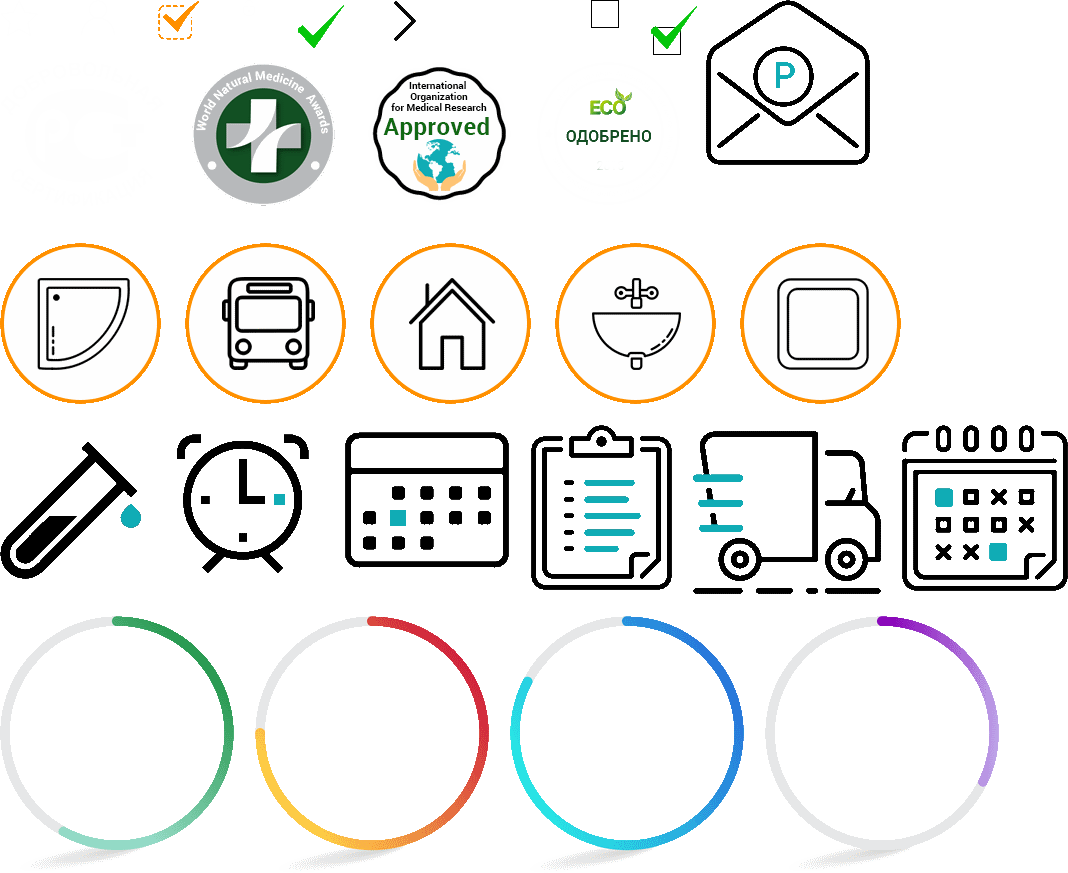 World Natural Medicine Awards
International
Organization
for Medical Research
Approved
ECO
ОДОБРЕНО
P